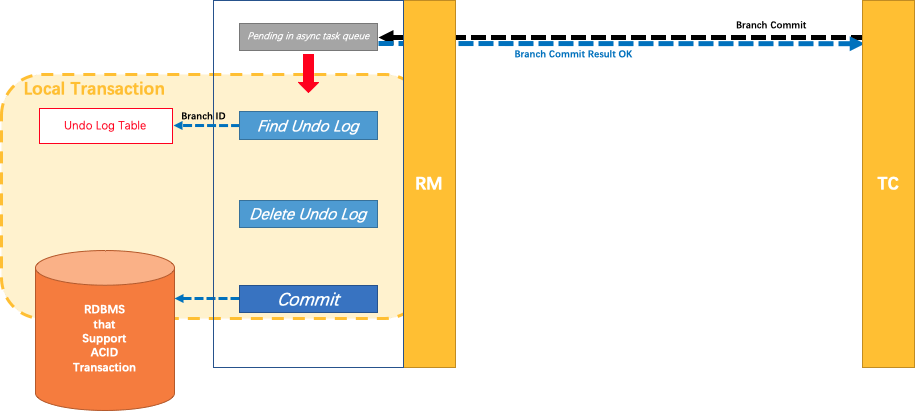 Branch Commit
Pending in async task queue
Branch Commit Result OK
Local Transaction
Branch ID
Undo Log Table
Find Undo Log
RM
TC
Delete Undo Log
Commit
RDBMS
that
Support
ACID
Transaction